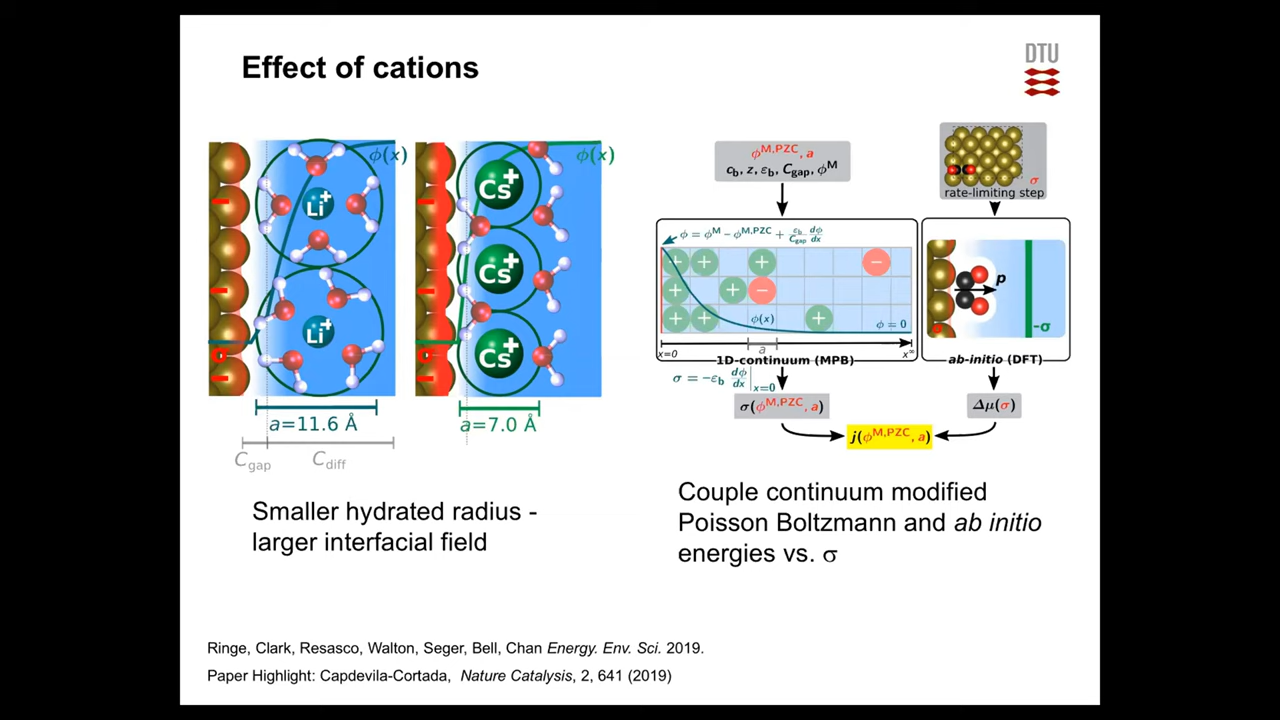 Effect of cations
DTU
ϕ(x)
Li⁺
Li⁺
σ
a=11.6 Å
C_gap
C_diff
ϕ(x)
Cs⁺
Cs⁺
Cs⁺
σ
a=7.0 Å
Smaller hydrated radius -
larger interfacial field
ϕ^M,PZC, a
c_b, z, ε_b, C_gap, ϕ^M
σ
rate-limiting step
ϕ = ϕ^M − ϕ^M,PZC + ε_b/C_gap dϕ/dx
ϕ(x)
ϕ = 0
x=0
a
x^∞
1D-continuum (MPB)
p
σ
-σ
ab-initio (DFT)
σ = −ε_b dϕ/dx|_x=0
σ(ϕ^M,PZC, a)
Δμ(σ)
j(ϕ^M,PZC, a)
Couple continuum modified
Poisson Boltzmann and ab initio
energies vs. σ
Ringe, Clark, Resasco, Walton, Seger, Bell, Chan Energy. Env. Sci. 2019.
Paper Highlight: Capdevila-Cortada, Nature Catalysis, 2, 641 (2019)